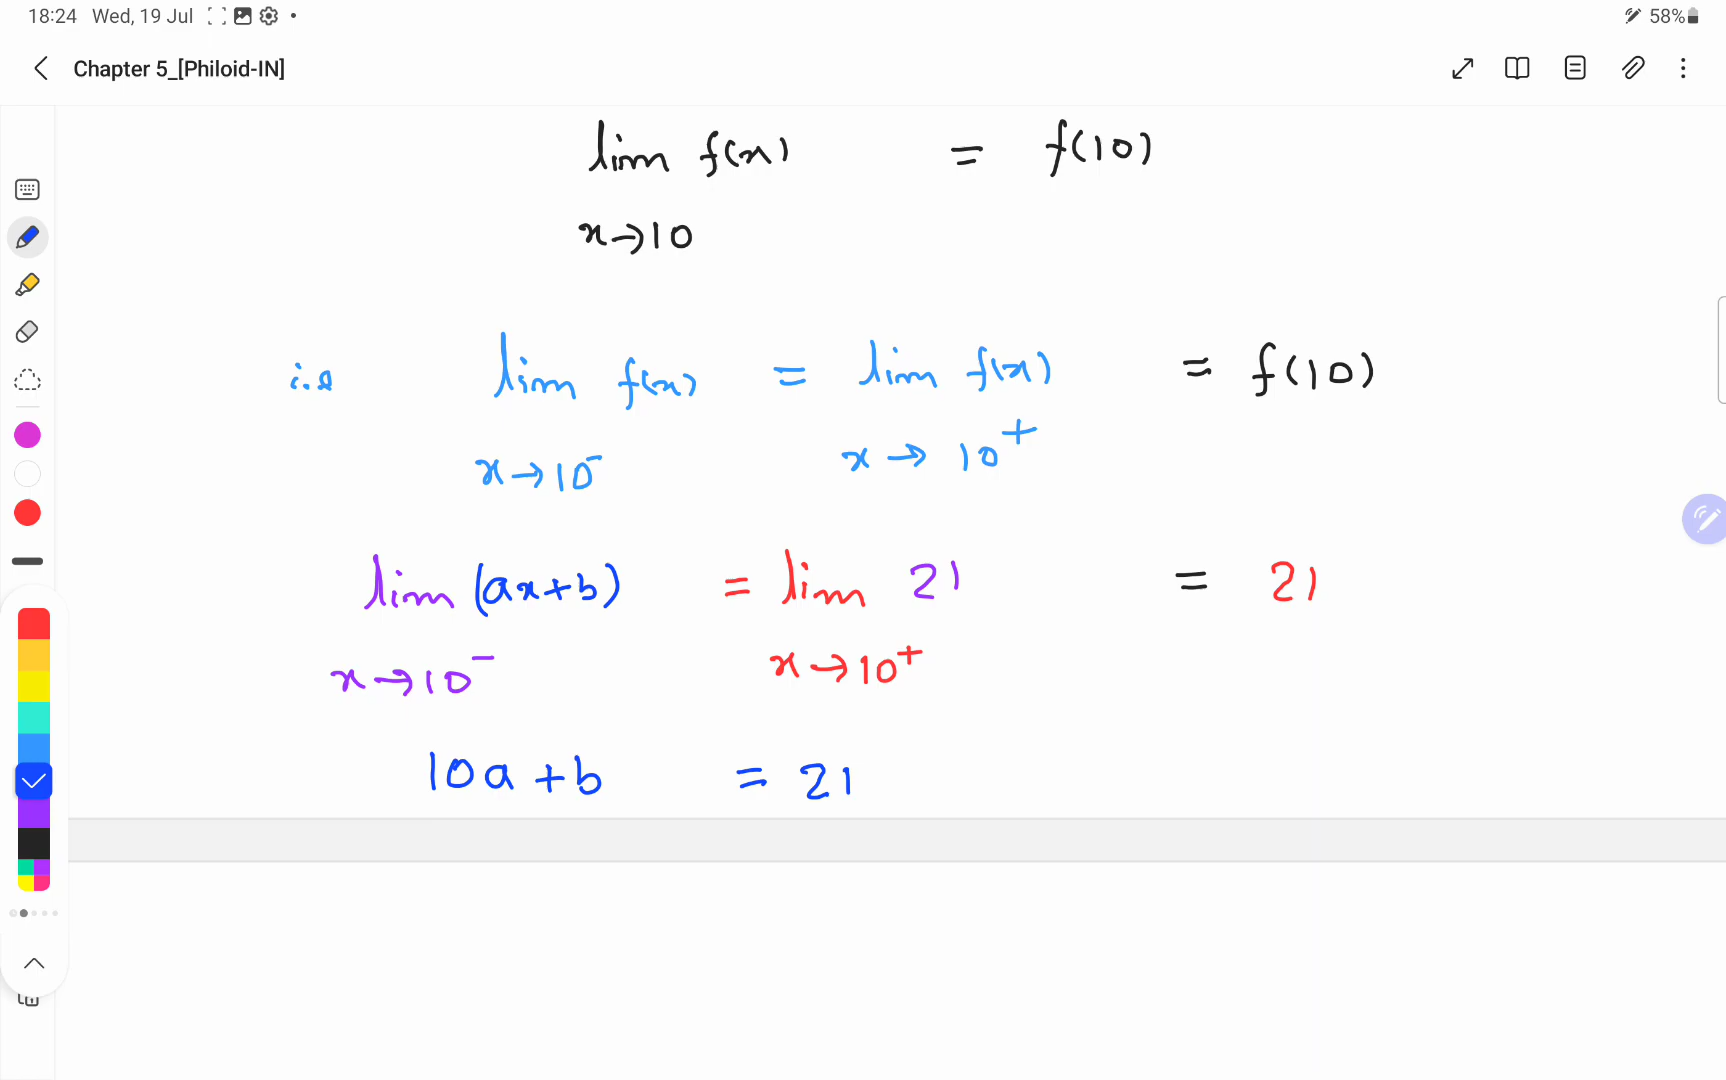 18:24 Wed, 19 Jul 58%
Chapter 5_[Philoid-IN]
lim f(x) = f(10)
x→10
i.e lim f(x) = lim f(x) = f(10)
x→10⁻ x→10⁺
lim (ax+b) = lim 21 = 21
x→10⁻ x→10⁺
10a+b = 21